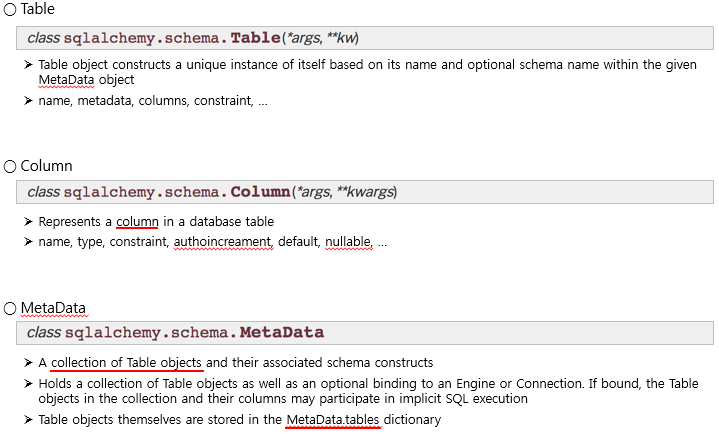 ○ Table
class sqlalchemy.schema.Table(*args, **kw)
➢ Table object constructs a unique instance of itself based on its name and optional schema name within the given
MetaData object
➢ name, metadata, columns, constraint, ...
○ Column
class sqlalchemy.schema.Column(*args, **kwargs)
➢ Represents a column in a database table
➢ name, type, constraint, authoincreament, default, nullable, ...
○ MetaData
class sqlalchemy.schema.MetaData
➢ A collection of Table objects and their associated schema constructs
➢ Holds a collection of Table objects as well as an optional binding to an Engine or Connection. If bound, the Table
objects in the collection and their columns may participate in implicit SQL execution
➢ Table objects themselves are stored in the MetaData.tables dictionary